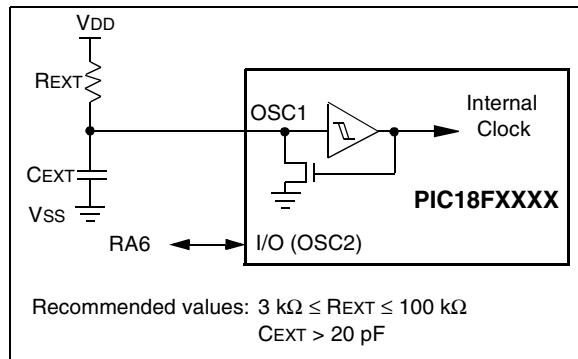 VDD
REXT
OSC1
Internal
Clock
CEXT
PIC18FXXXX
VSS
RA6
I/O (OSC2)
Recommended values: 3 kΩ ≤ REXT ≤ 100 kΩ
CEXT > 20 pF